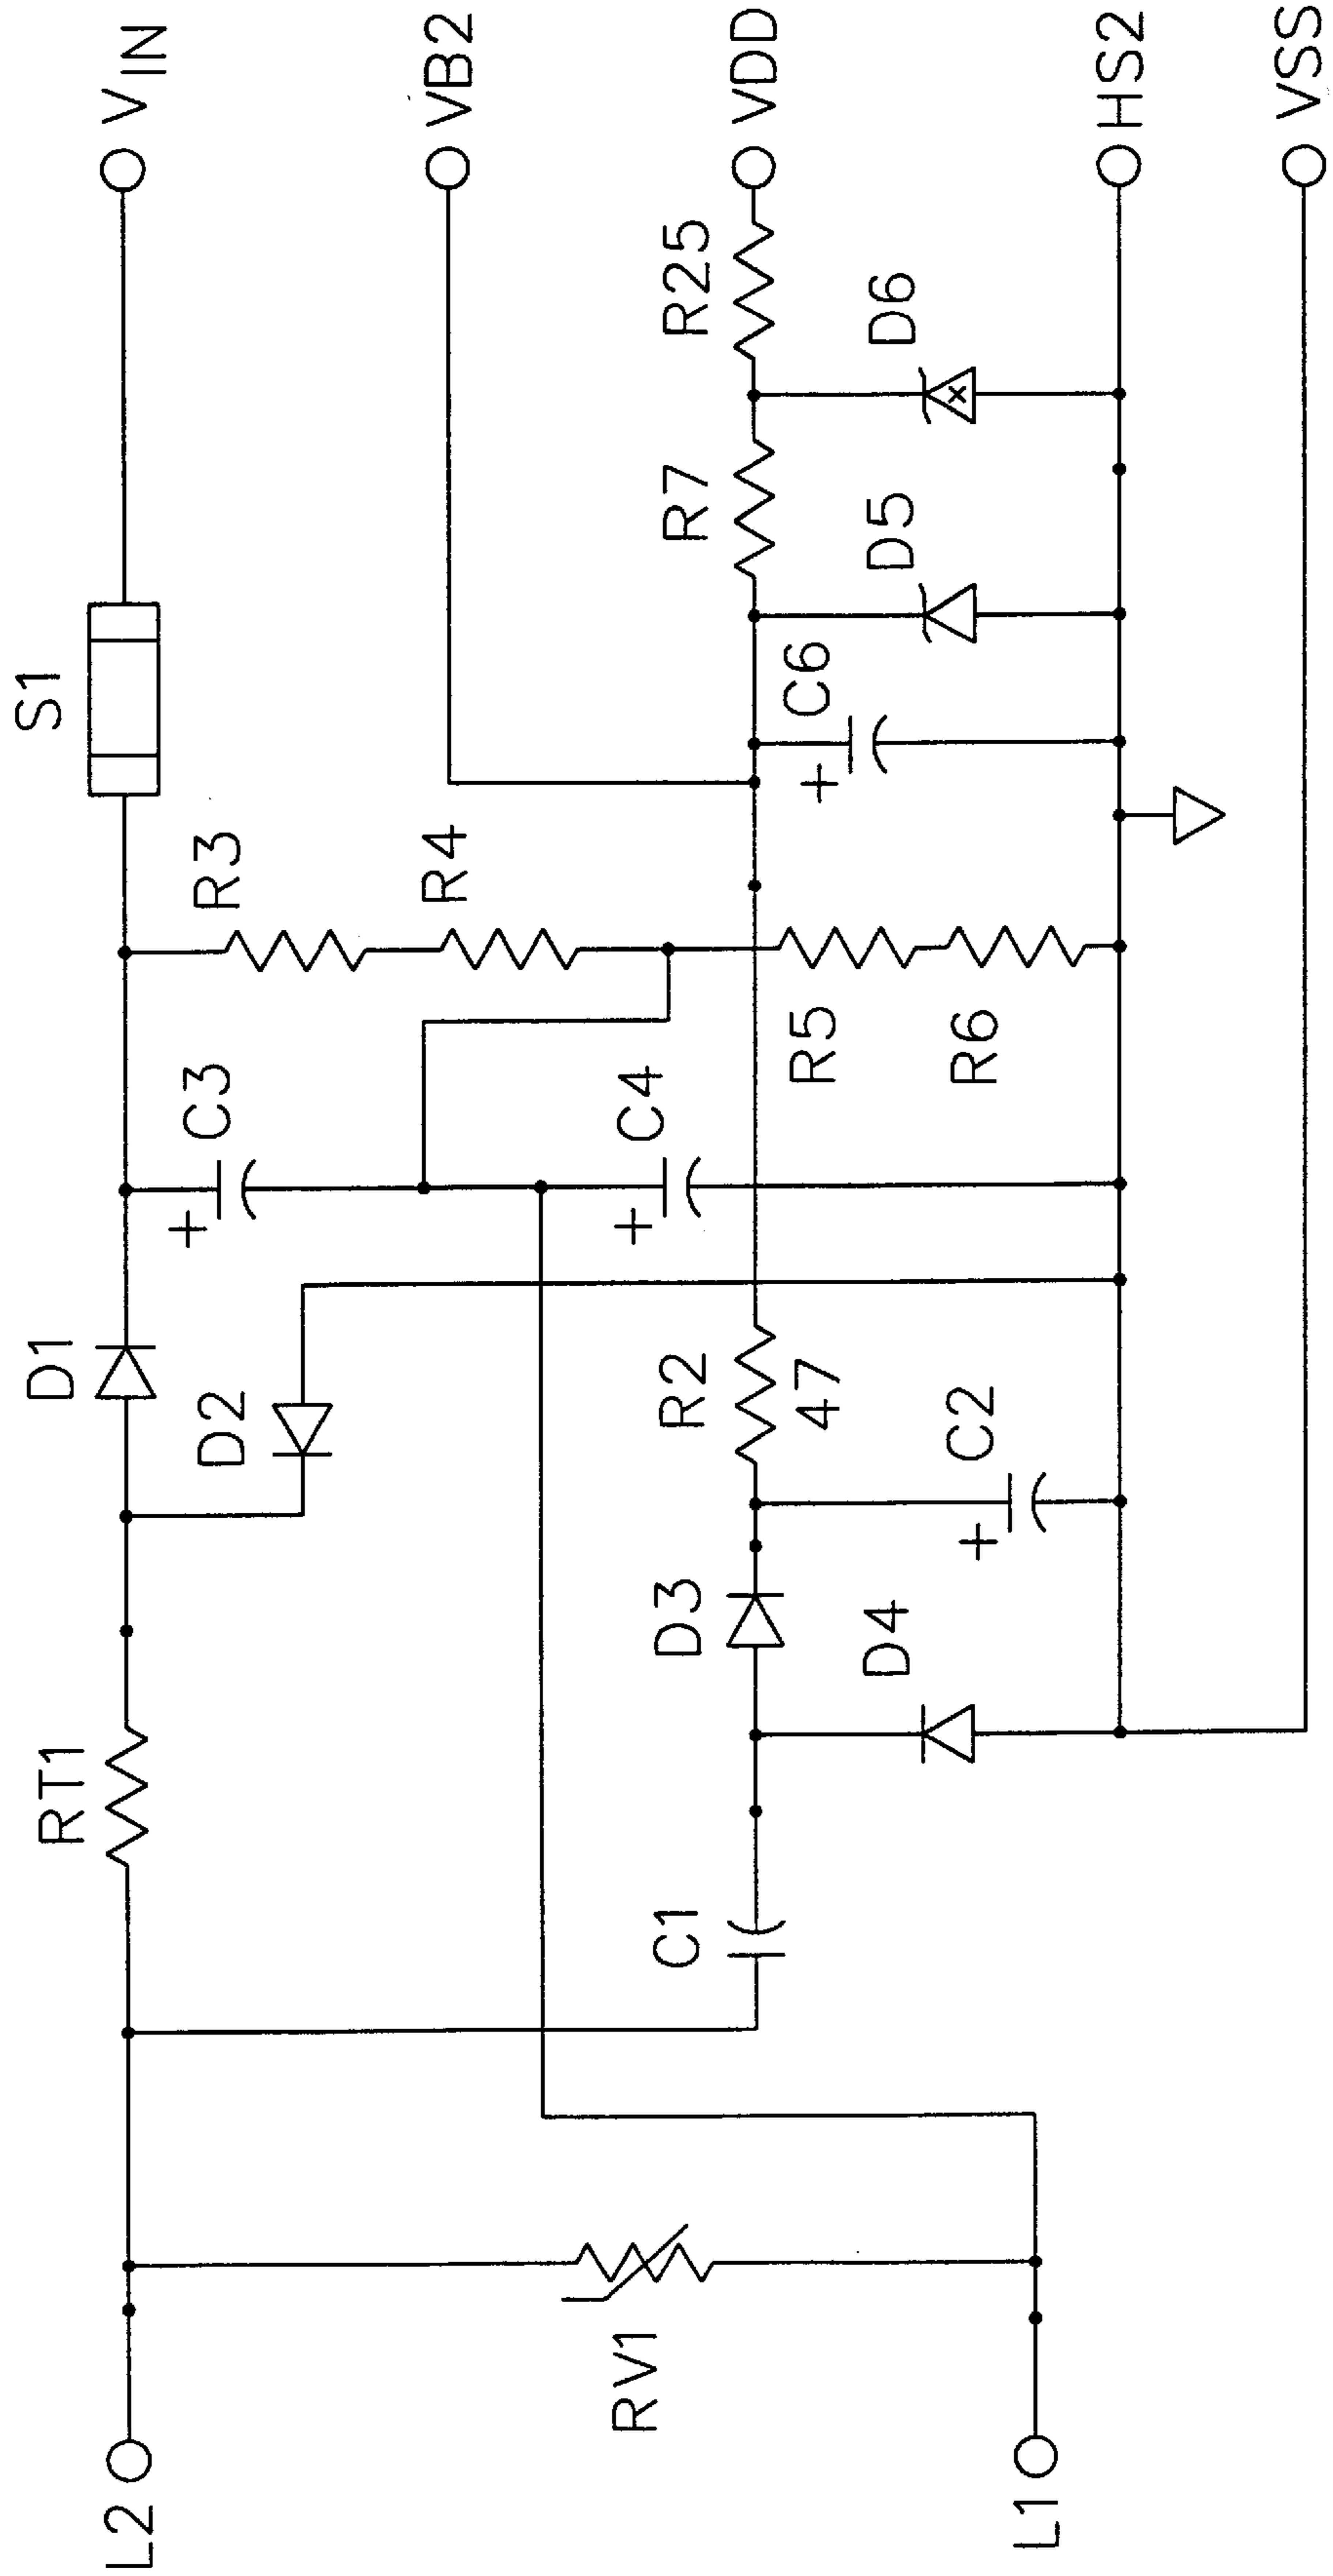 S1
VIN
D1
RT1
R3
C3
D2
L2
R4
VB2
C4
R7
R25
VDD
R2
47
D3
C1
RV1
C6
D5
D6
R5
R6
C2
D4
L1
HS2
VSS
+
+
+
+
x